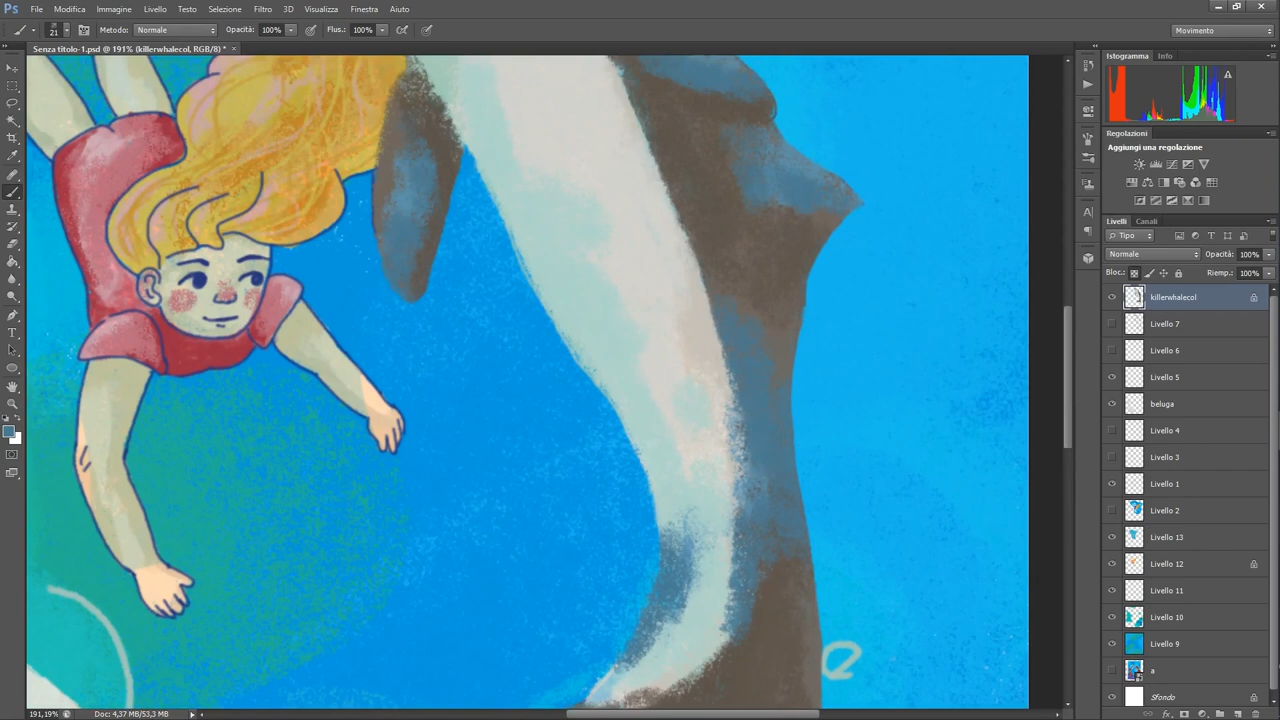 Ps File Modifica Immagine Livello Testo Selezione Filtro 3D Visualizza Finestra Aiuto
21 Metodo: Normale Opacità: 100% Flus.: 100% Movimento
Senza titolo-1.psd @ 191% (killerwhalecol, RGB/8) *
Istogramma Info
Regolazioni
Aggiungi una regolazione
Livelli Canali
Tipo
Normale Opacità: 100%
Bloc.: Riemp.: 100%
killerwhalecol
Livello 7
Livello 6
Livello 5
beluga
Livello 4
Livello 3
Livello 1
Livello 2
Livello 13
Livello 12
Livello 11
Livello 10
Livello 9
a
Sfondo
e
191,19% Doc: 4,37 MB/53,3 MB